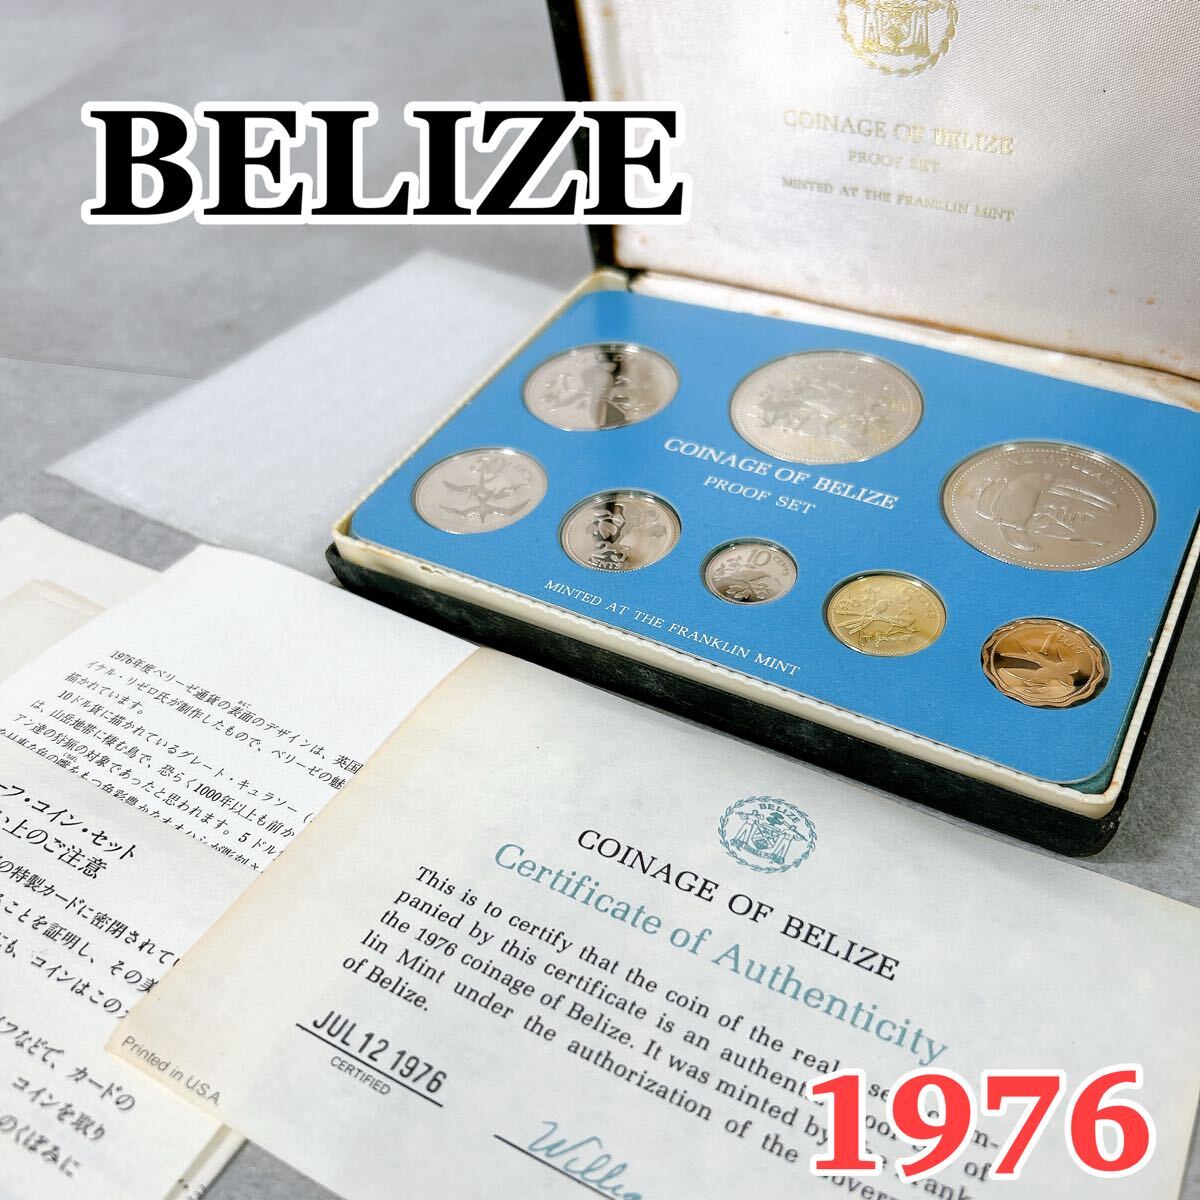 BELIZE
COINAGE OF BELIZE
PROOF SET
MINTED AT THE FRANKLIN MINT
COINAGE OF BELIZE
PROOF SET
MINTED AT THE FRANKLIN MINT
50 CENTS
25
CENTS
10
CENTS
1 CENT
1976年度ベリーゼ通貨の表面のデザインは、英国
イケル・リゼロ氏が制作したもので、ベリーゼの魅
描かれています。
10ドル貨に描かれているグレート・キュラソー
は、山岳地帯に棲む鳥で、恐らく1000年以上も前か
アン達の狩猟の対象であったと思われます。5ドル
ーフ・コイン・セット
い上のご注意
の特製カードに密閉されて
ることを証明し、その美
にも、コインはこの
フなどで、カードの
コインを取り
のくぼみに
BELIZE
COINAGE OF BELIZE
Certificate of Authenticity
This is to certify that the coin of the real
panied by this certificate is an authen
the 1976 coinage of Belize. It was minted by
lin Mint under the authorization of the
of Belize.
JUL 12 1976
CERTIFIED
Printed in U.S.A.
1976